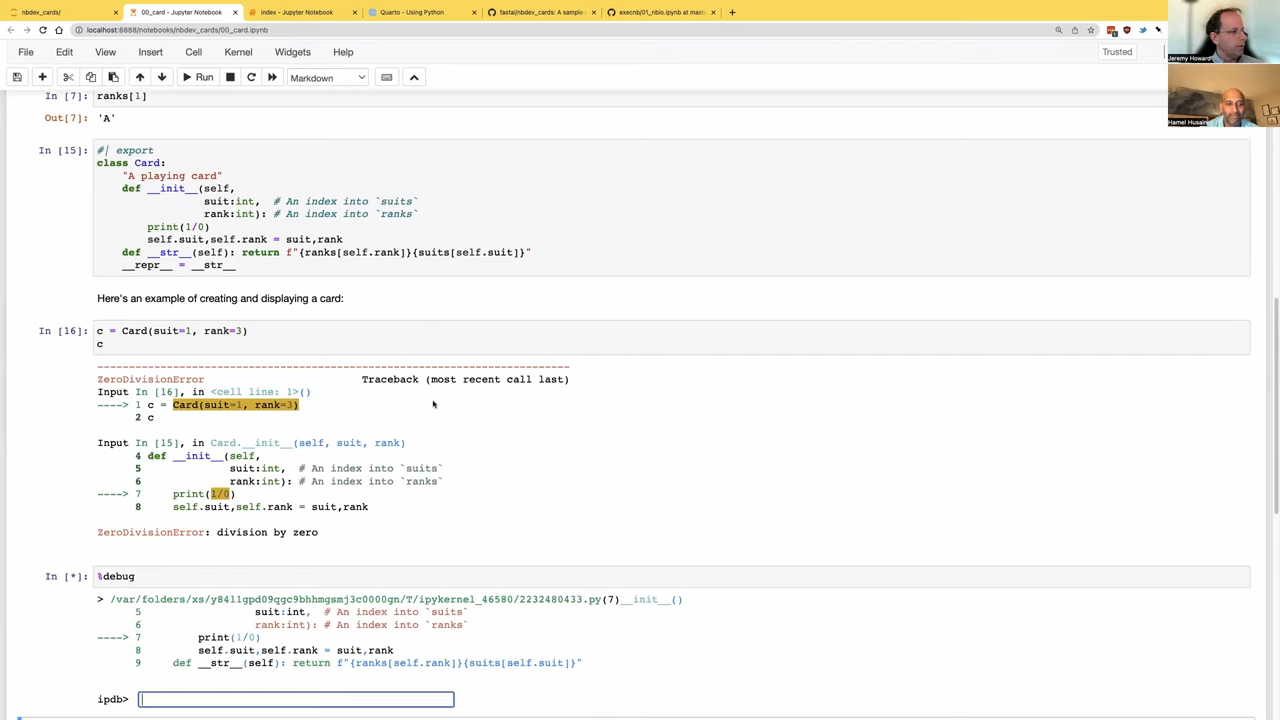 nbdev_cards/
00_card - Jupyter Notebook
index - Jupyter Notebook
Quarto - Using Python
fastai/nbdev_cards: A sample
execnb/01_nbio.ipynb at mast
localhost:8888/notebooks/nbdev_cards/00_card.ipynb
File Edit View Insert Cell Kernel Widgets Help
Trusted
Run
Markdown
Jeremy Howard
Hamel Husain
In [7]: ranks[1]
Out[7]: 'A'
In [15]: #| export
class Card:
"A playing card"
def __init__(self,
suit:int, # An index into `suits`
rank:int): # An index into `ranks`
print(1/0)
self.suit,self.rank = suit,rank
def __str__(self): return f"{ranks[self.rank]}{suits[self.suit]}"
__repr__ = __str__
Here's an example of creating and displaying a card:
In [16]: c = Card(suit=1, rank=3)
c
---------------------------------------------------------------------------
ZeroDivisionError Traceback (most recent call last)
Input In [16], in <cell line: 1>()
----> 1 c = Card(suit=1, rank=3)
2 c
Input In [15], in Card.__init__(self, suit, rank)
4 def __init__(self,
5 suit:int, # An index into `suits`
6 rank:int): # An index into `ranks`
----> 7 print(1/0)
8 self.suit,self.rank = suit,rank
ZeroDivisionError: division by zero
In [*]: %debug
> /var/folders/xs/y84l1gpd09qgc9bhhmgsmj3c0000gn/T/ipykernel_46580/2232480433.py(7)__init__()
5 suit:int, # An index into `suits`
6 rank:int): # An index into `ranks`
----> 7 print(1/0)
8 self.suit,self.rank = suit,rank
9 def __str__(self): return f"{ranks[self.rank]}{suits[self.suit]}"
ipdb>